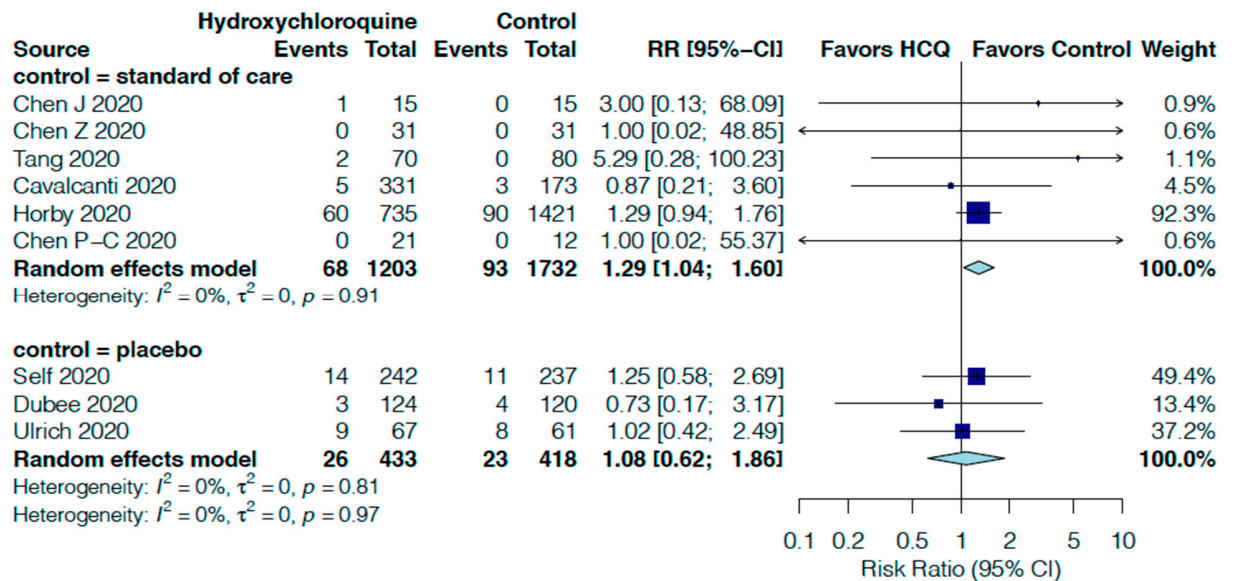 Hydroxychloroquine Control
Source Events Total Events Total RR [95%−CI] Favors HCQ Favors Control Weight
control = standard of care
Chen J 2020 1 15 0 15 3.00 [0.13; 68.09] 0.9%
Chen Z 2020 0 31 0 31 1.00 [0.02; 48.85] 0.6%
Tang 2020 2 70 0 80 5.29 [0.28; 100.23] 1.1%
Cavalcanti 2020 5 331 3 173 0.87 [0.21; 3.60] 4.5%
Horby 2020 60 735 90 1421 1.29 [0.94; 1.76] 92.3%
Chen P−C 2020 0 21 0 12 1.00 [0.02; 55.37] 0.6%
Random effects model 68 1203 93 1732 1.29 [1.04; 1.60] 100.0%
Heterogeneity: I² = 0%, τ² = 0, p = 0.91
control = placebo
Self 2020 14 242 11 237 1.25 [0.58; 2.69] 49.4%
Dubee 2020 3 124 4 120 0.73 [0.17; 3.17] 13.4%
Ulrich 2020 9 67 8 61 1.02 [0.42; 2.49] 37.2%
Random effects model 26 433 23 418 1.08 [0.62; 1.86] 100.0%
Heterogeneity: I² = 0%, τ² = 0, p = 0.81
Heterogeneity: I² = 0%, τ² = 0, p = 0.97
0.1 0.2 0.5 1 2 5 10
Risk Ratio (95% CI)